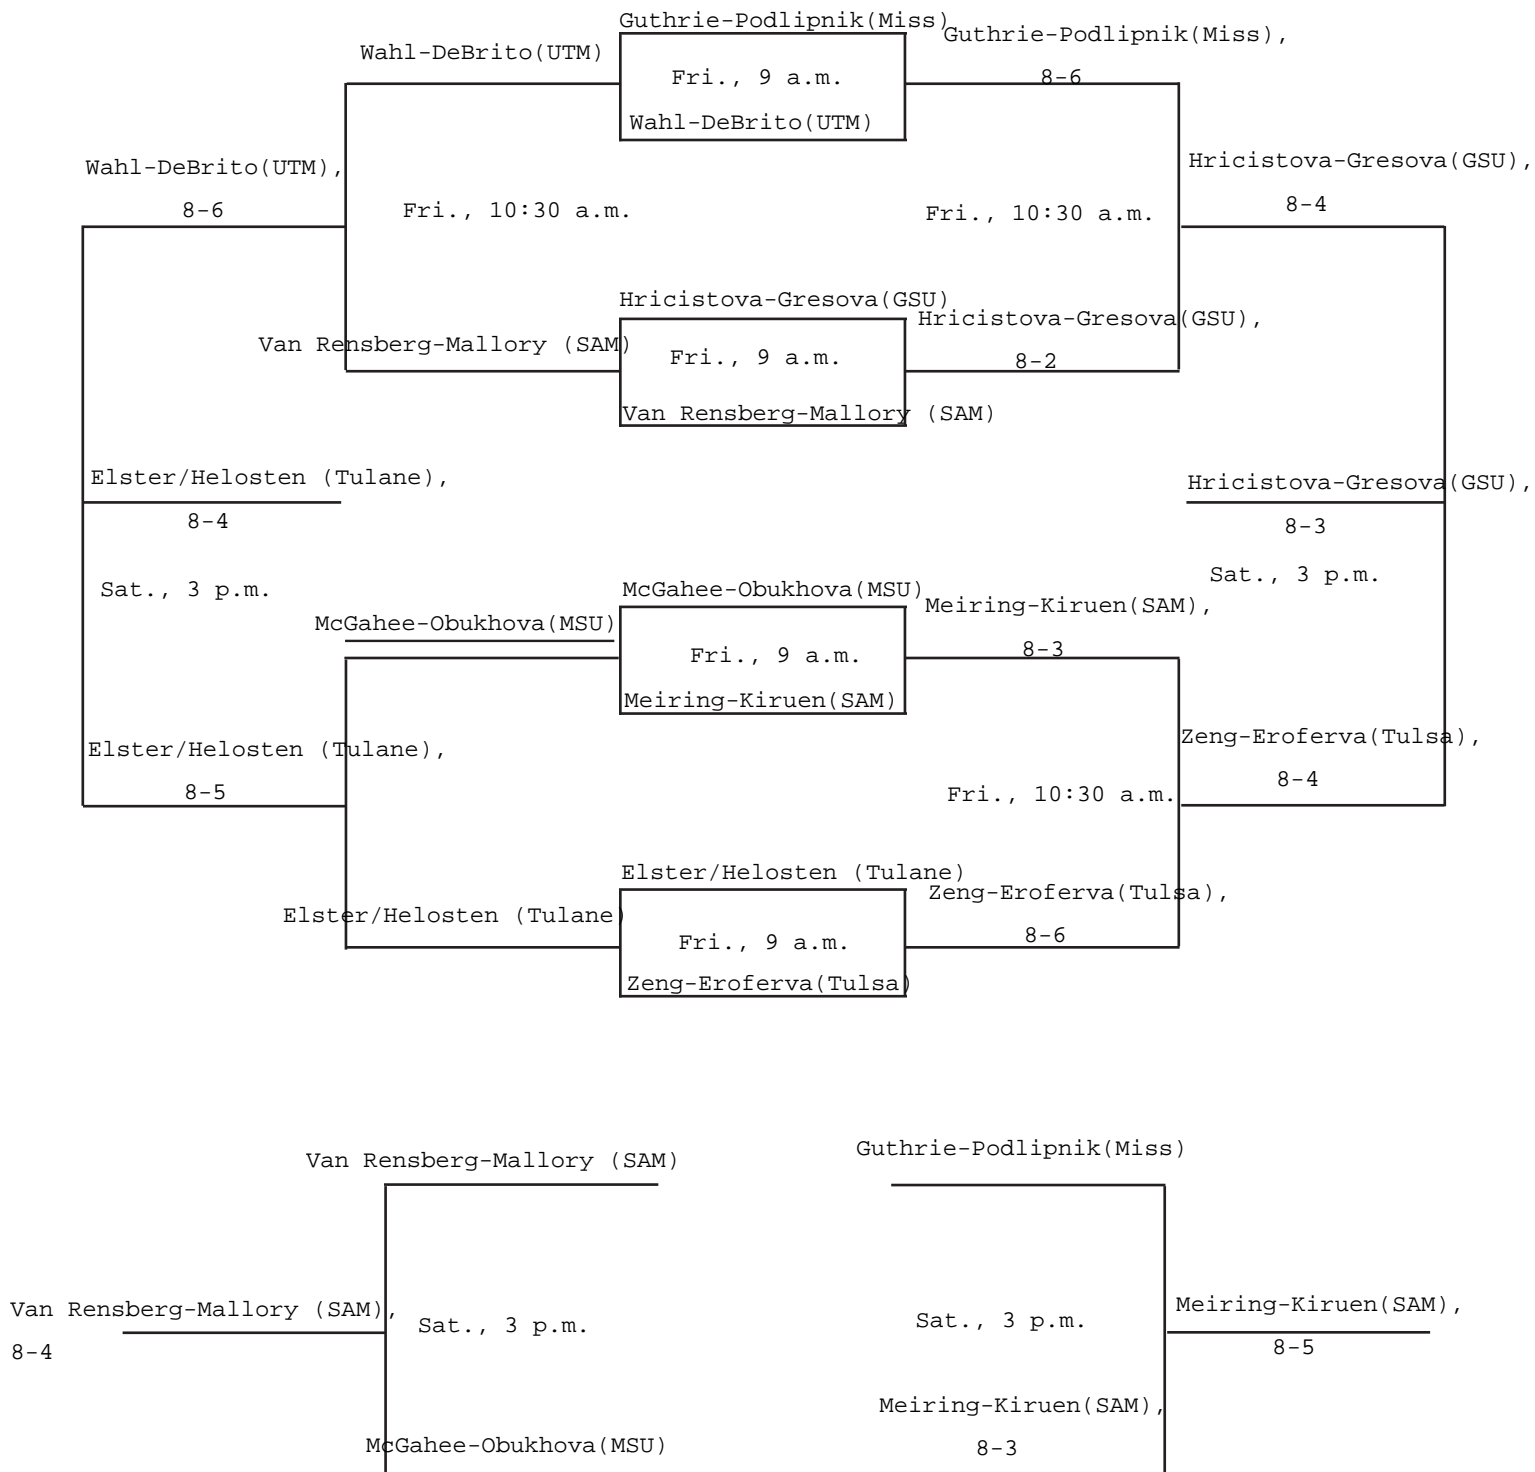 Guthrie-Podlipnik(Miss)
Guthrie-Podlipnik(Miss),
Wahl-DeBrito(UTM)
Fri., 9 a.m.
8-6
Wahl-DeBrito(UTM)
Wahl-DeBrito(UTM),
Hricistova-Gresova(GSU),
8-6
Fri., 10:30 a.m.
Fri., 10:30 a.m.
8-4
Hricistova-Gresova(GSU)
Hricistova-Gresova(GSU),
Van Rensberg-Mallory (SAM)
Fri., 9 a.m.
8-2
Van Rensberg-Mallory (SAM)
Elster/Helosten (Tulane),
Hricistova-Gresova(GSU),
8-4
8-3
Sat., 3 p.m.
Sat., 3 p.m.
McGahee-Obukhova(MSU)
McGahee-Obukhova(MSU)
Meiring-Kiruen(SAM),
Fri., 9 a.m.
8-3
Meiring-Kiruen(SAM)
Elster/Helosten (Tulane),
Zeng-Eroferva(Tulsa),
8-5
Fri., 10:30 a.m.
8-4
Elster/Helosten (Tulane)
Zeng-Eroferva(Tulsa),
Elster/Helosten (Tulane)
Fri., 9 a.m.
8-6
Zeng-Eroferva(Tulsa)
Van Rensberg-Mallory (SAM)
Guthrie-Podlipnik(Miss)
Van Rensberg-Mallory (SAM),
Sat., 3 p.m.
Sat., 3 p.m.
Meiring-Kiruen(SAM),
8-4
8-5
Meiring-Kiruen(SAM),
McGahee-Obukhova(MSU)
8-3